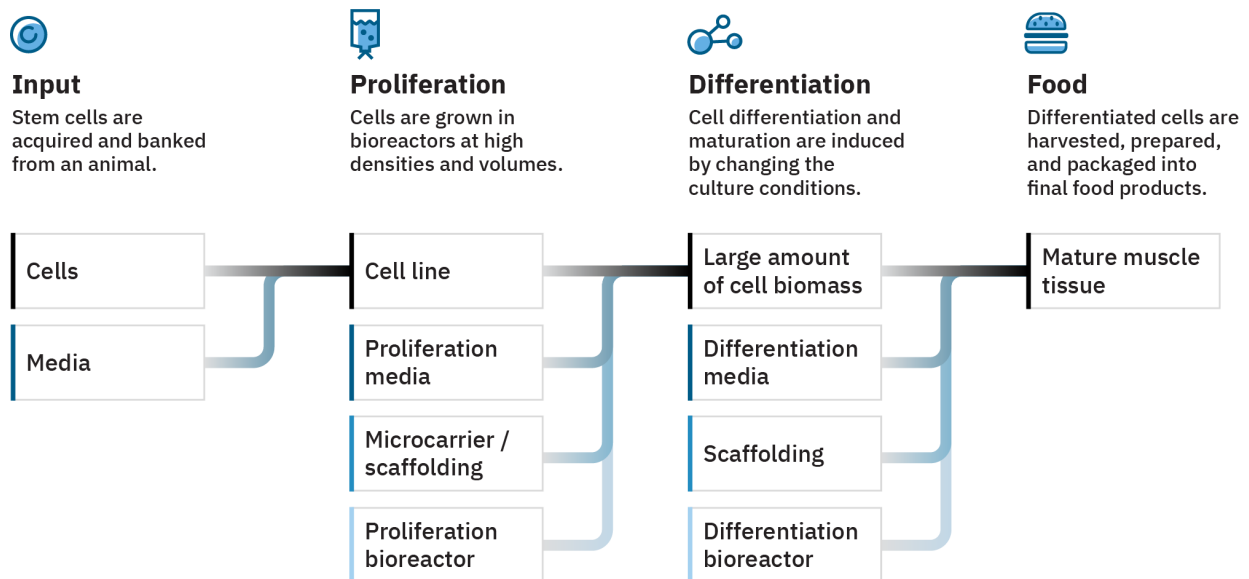 Input
Stem cells are
acquired and banked
from an animal.
Proliferation
Cells are grown in
bioreactors at high
densities and volumes.
Differentiation
Cell differentiation and
maturation are induced
by changing the
culture conditions.
Food
Differentiated cells are
harvested, prepared,
and packaged into
final food products.
Cells
Media
Cell line
Proliferation
media
Microcarrier /
scaffolding
Proliferation
bioreactor
Large amount
of cell biomass
Differentiation
media
Scaffolding
Differentiation
bioreactor
Mature muscle
tissue